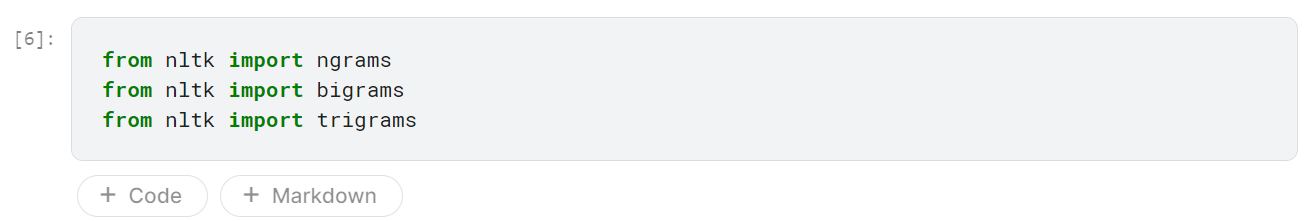 [6]:
from nltk import ngrams
from nltk import bigrams
from nltk import trigrams
+ Code + Markdown